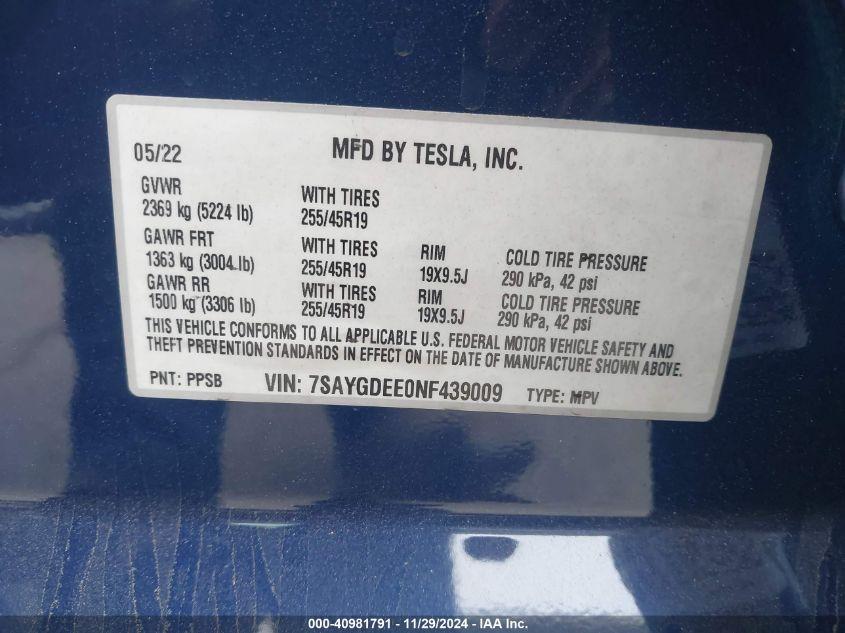 05/22 MFD BY TESLA, INC.
GVWR
2369 kg (5224 lb) WITH TIRES
255/45R19
GAWR FRT
1363 kg (3004 lb) WITH TIRES
255/45R19 RIM
19X9.5J COLD TIRE PRESSURE
290 kPa, 42 psi
GAWR RR
1500 kg (3306 lb) WITH TIRES
255/45R19 RIM
19X9.5J COLD TIRE PRESSURE
290 kPa, 42 psi
THIS VEHICLE CONFORMS TO ALL APPLICABLE U.S. FEDERAL MOTOR VEHICLE SAFETY AND
THEFT PREVENTION STANDARDS IN EFFECT ON THE DATE OF MANUFACTURE SHOWN ABOVE.
PNT: PPSB VIN: 7SAYGDEE0NF439009 TYPE: MPV
000-40981791 - 11/29/2024 - IAA Inc.